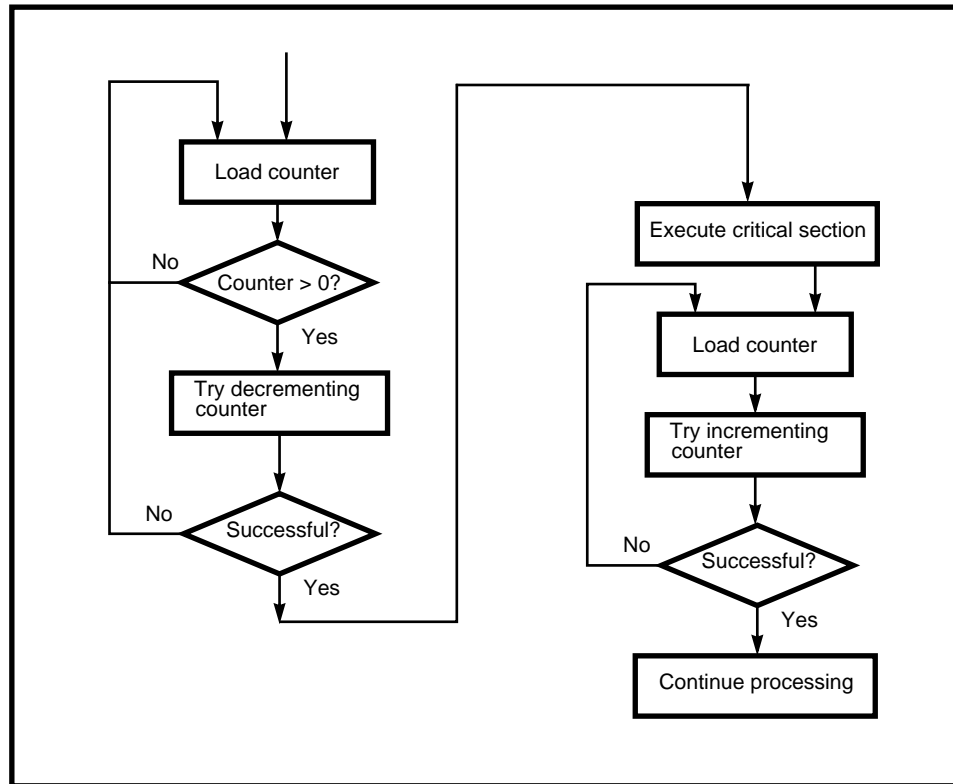 Load counter
No
Counter > 0?
Yes
Try decrementing
counter
No
Successful?
Yes
Execute critical section
Load counter
Try incrementing
counter
No
Successful?
Yes
Continue processing